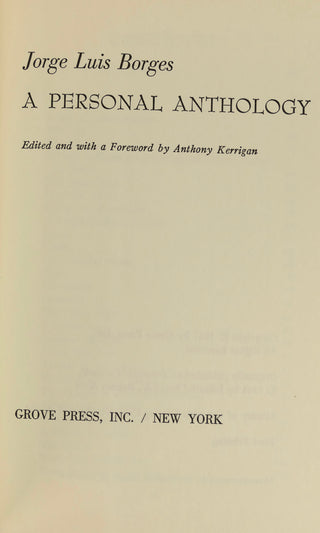 Jorge Luis Borges
A PERSONAL ANTHOLOGY
Edited and with a Foreword by Anthony Kerrigan
GROVE PRESS, INC. / NEW YORK